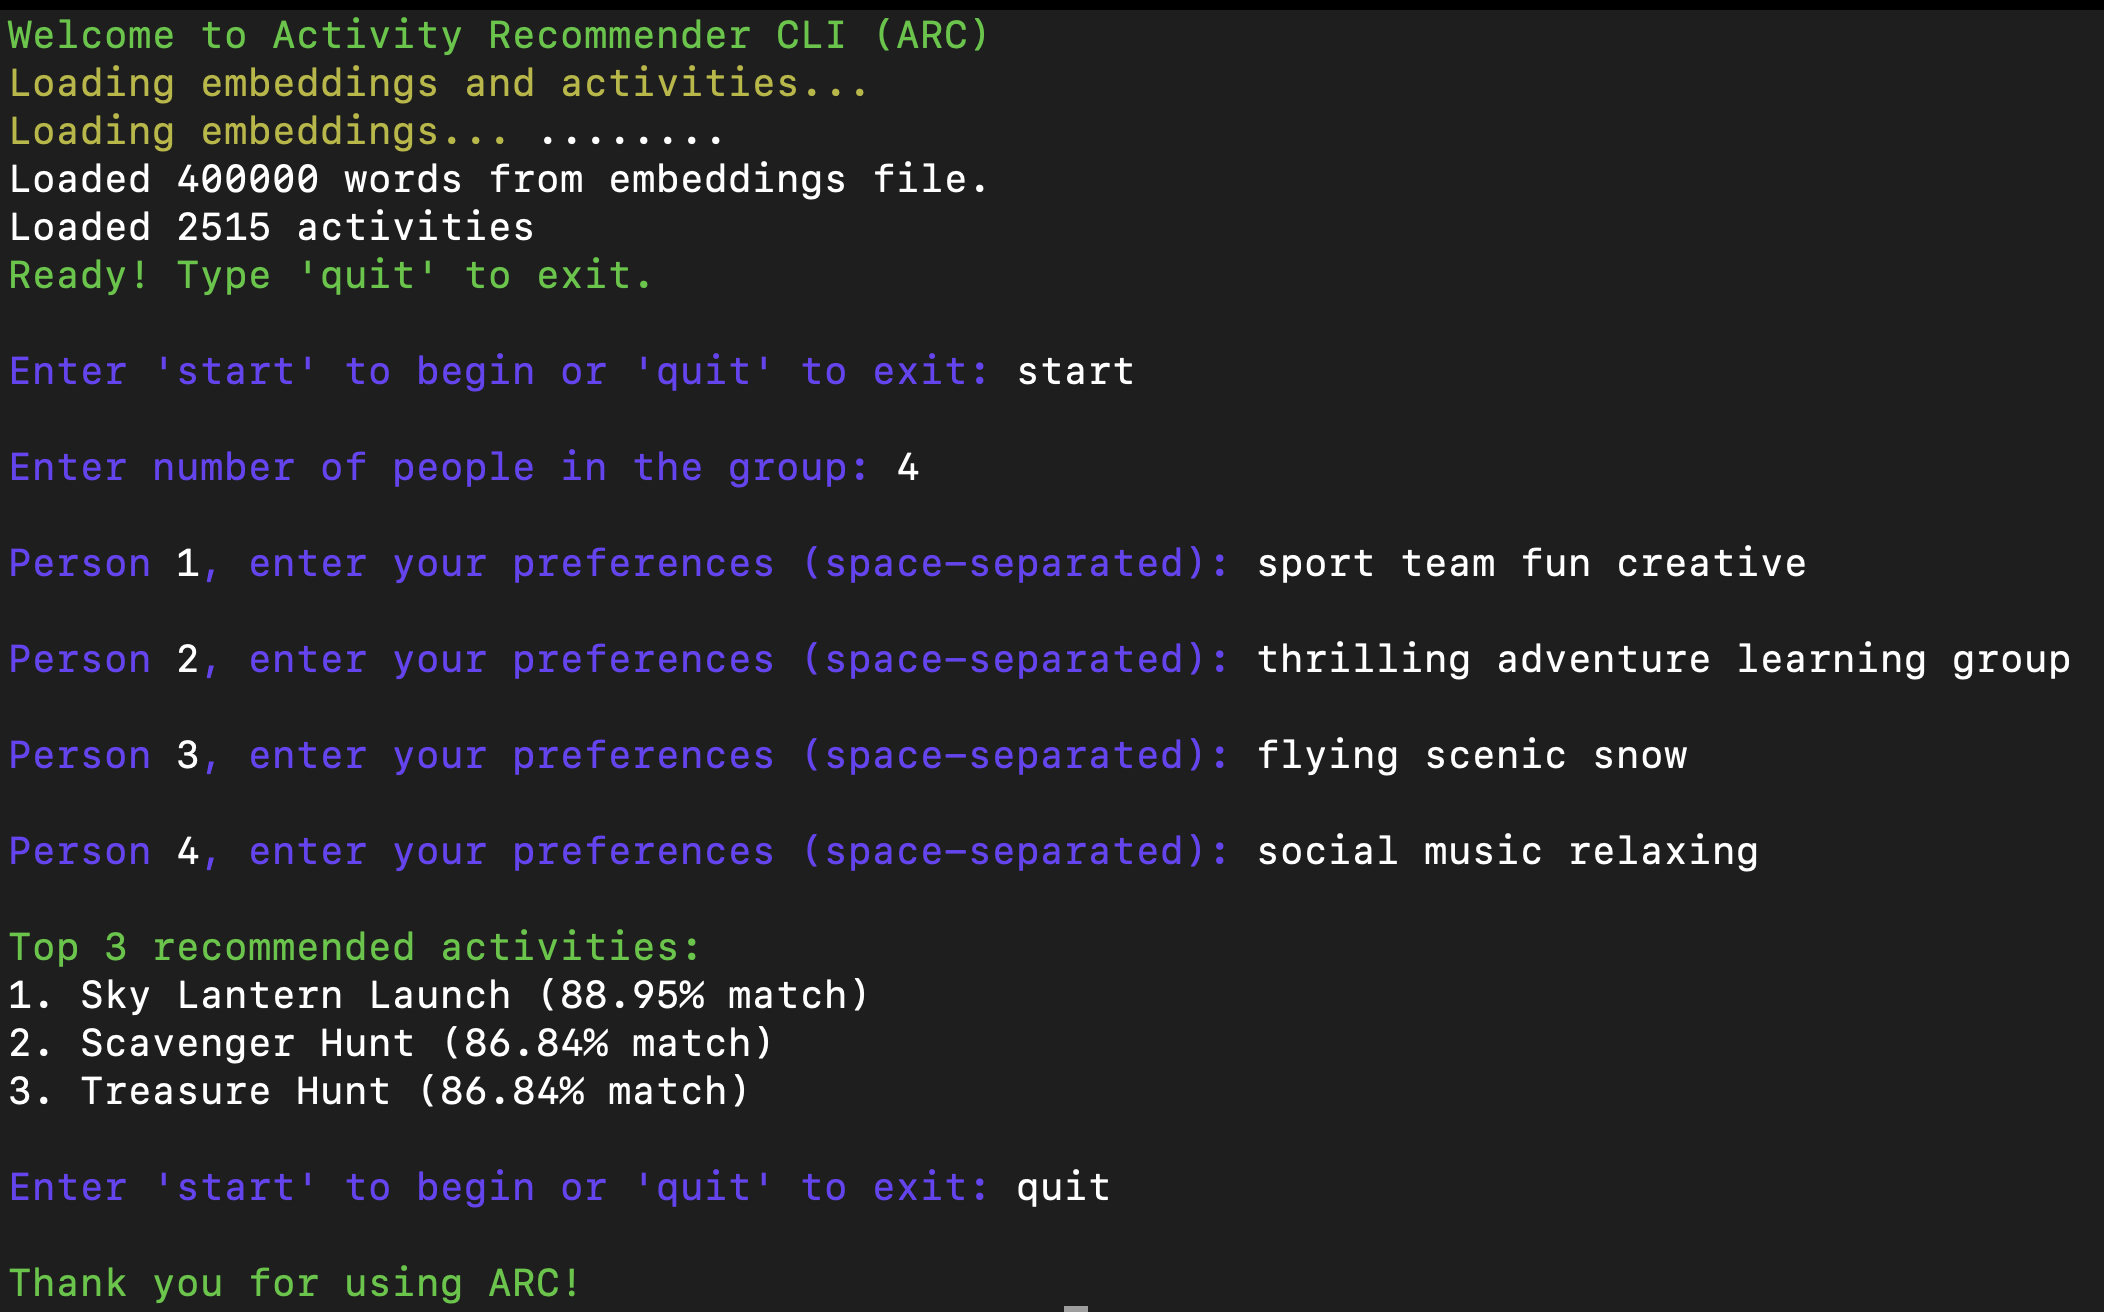 Welcome to Activity Recommender CLI (ARC)
Loading embeddings and activities...
Loading embeddings... ........
Loaded 400000 words from embeddings file.
Loaded 2515 activities
Ready! Type 'quit' to exit.
Enter 'start' to begin or 'quit' to exit: start
Enter number of people in the group: 4
Person 1, enter your preferences (space-separated): sport team fun creative
Person 2, enter your preferences (space-separated): thrilling adventure learning group
Person 3, enter your preferences (space-separated): flying scenic snow
Person 4, enter your preferences (space-separated): social music relaxing
Top 3 recommended activities:
1. Sky Lantern Launch (88.95% match)
2. Scavenger Hunt (86.84% match)
3. Treasure Hunt (86.84% match)
Enter 'start' to begin or 'quit' to exit: quit
Thank you for using ARC!